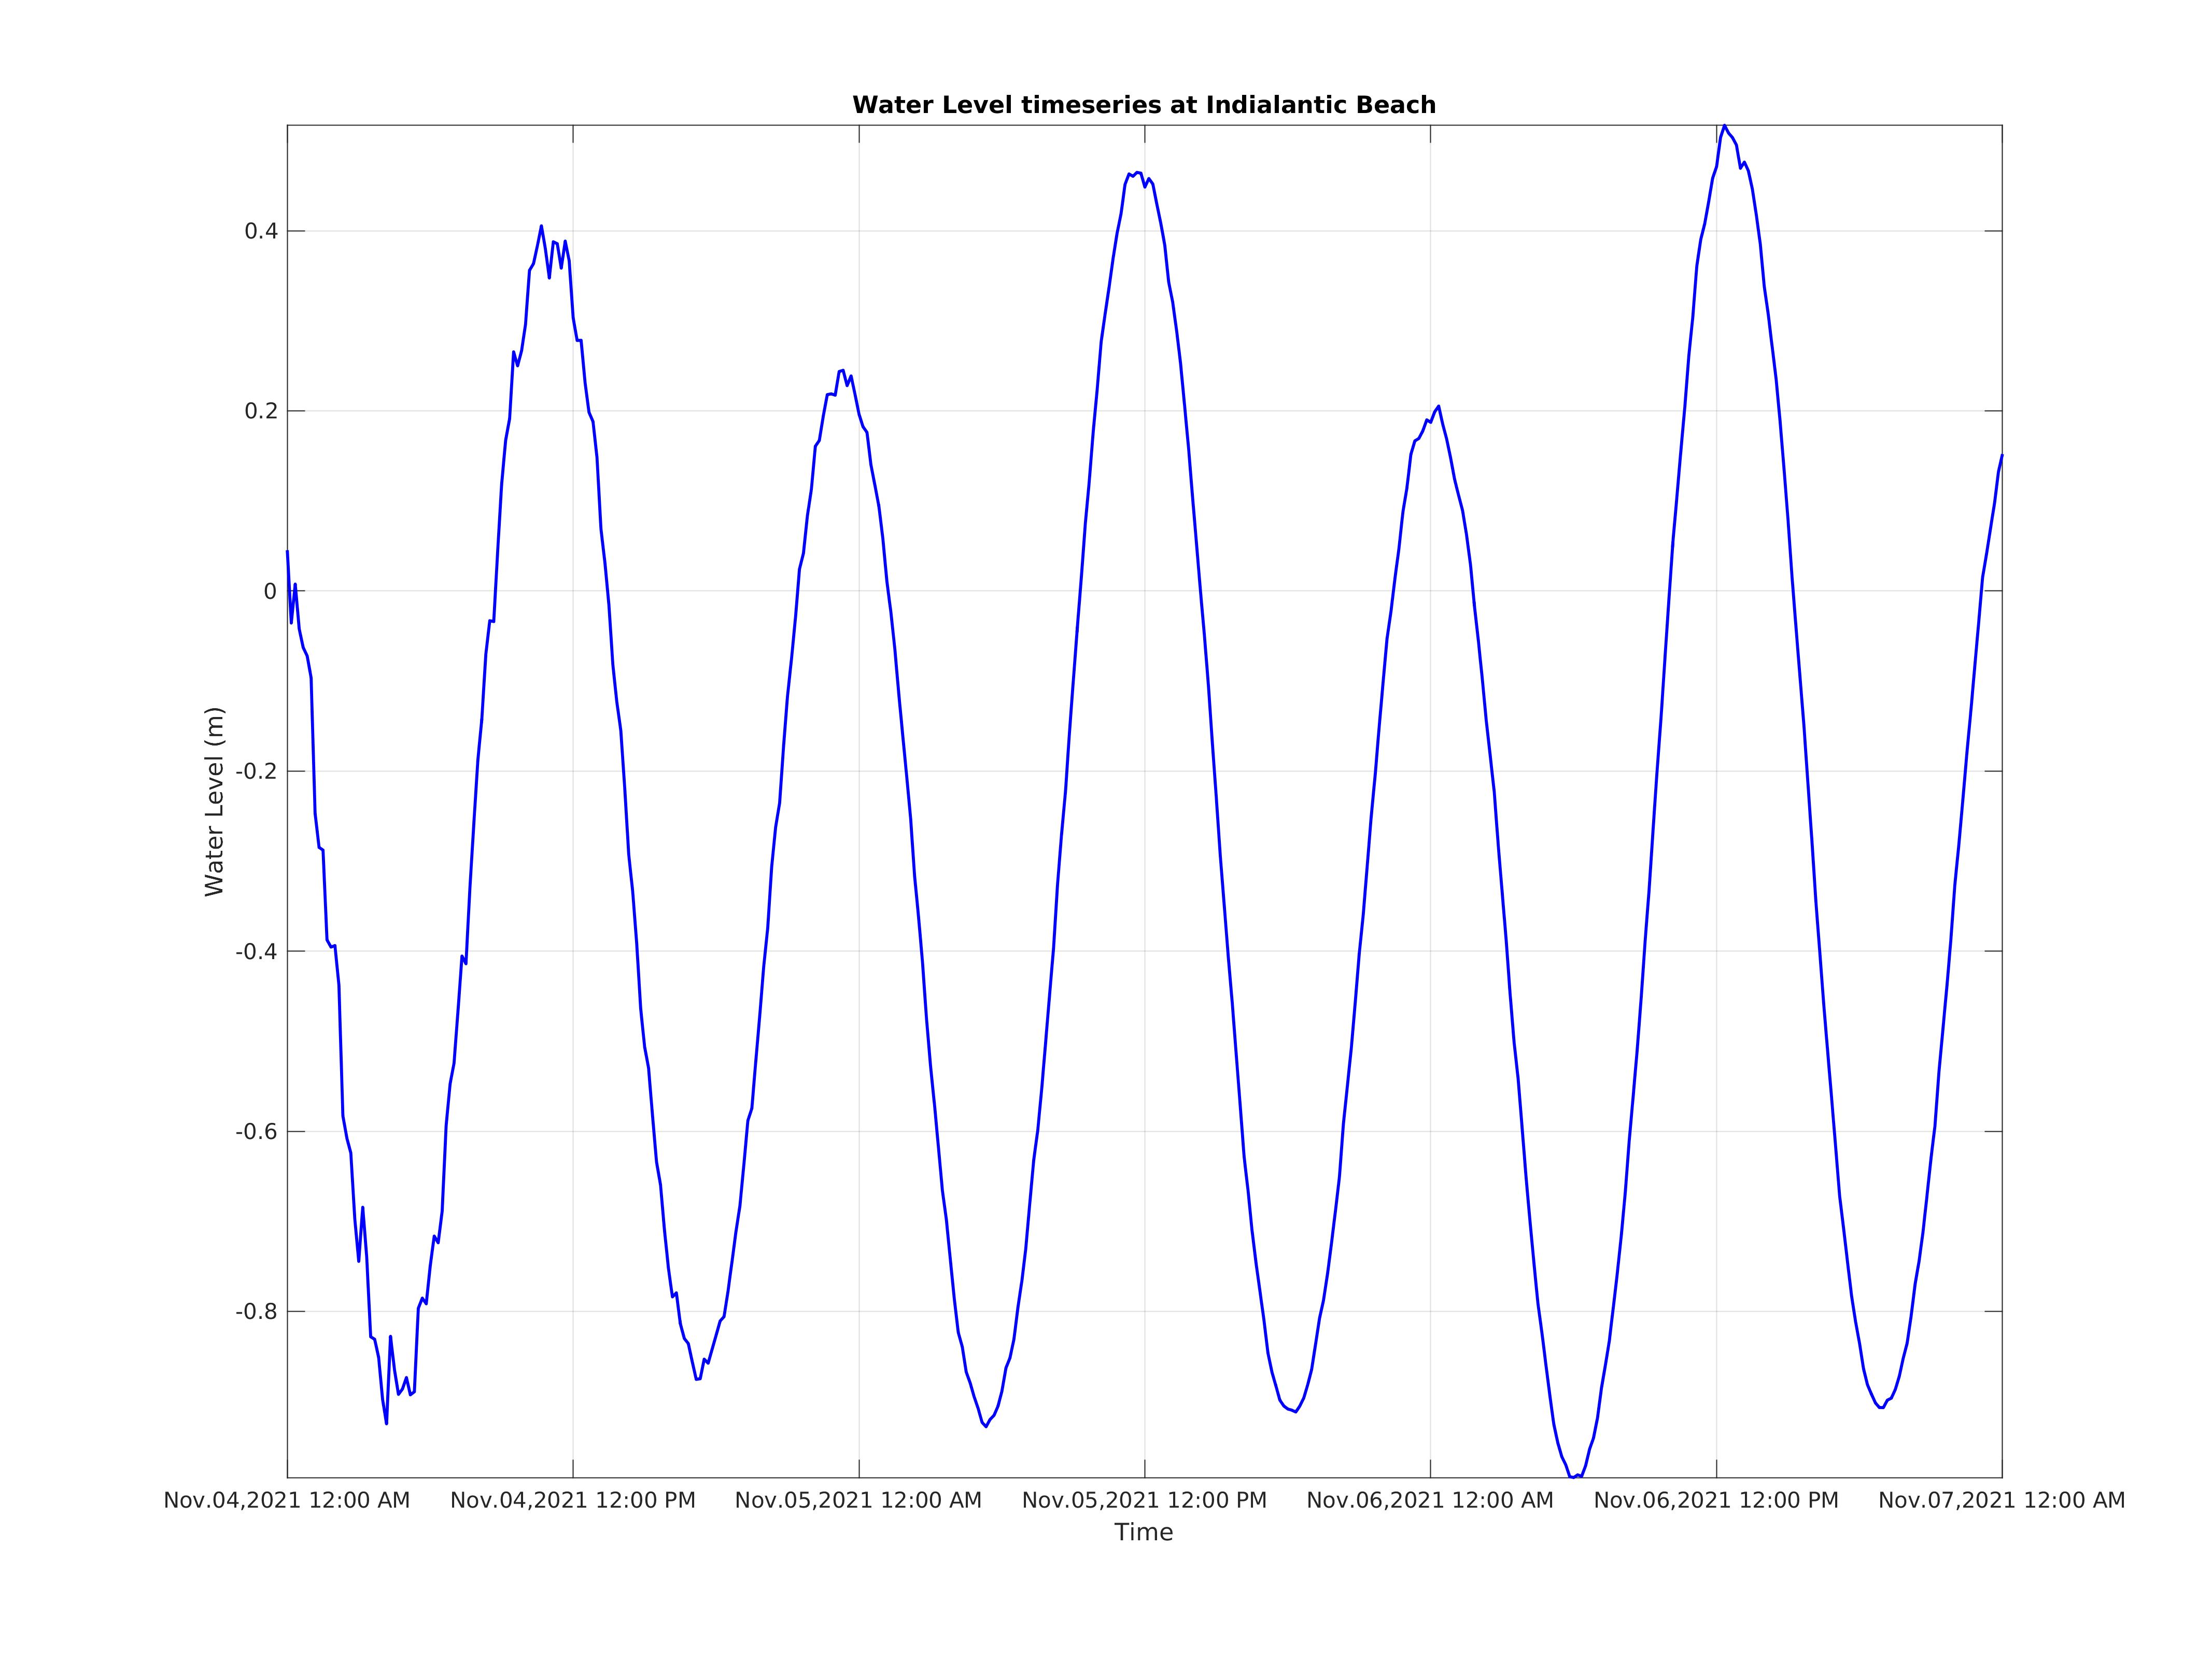 Water Level timeseries at Indialantic Beach
0.4
0.2
0
-0.2
-0.4
-0.6
-0.8
Water Level (m)
Nov.04,2021 12:00 AM Nov.04,2021 12:00 PM Nov.05,2021 12:00 AM Nov.05,2021 12:00 PM Nov.06,2021 12:00 AM Nov.06,2021 12:00 PM Nov.07,2021 12:00 AM
Time